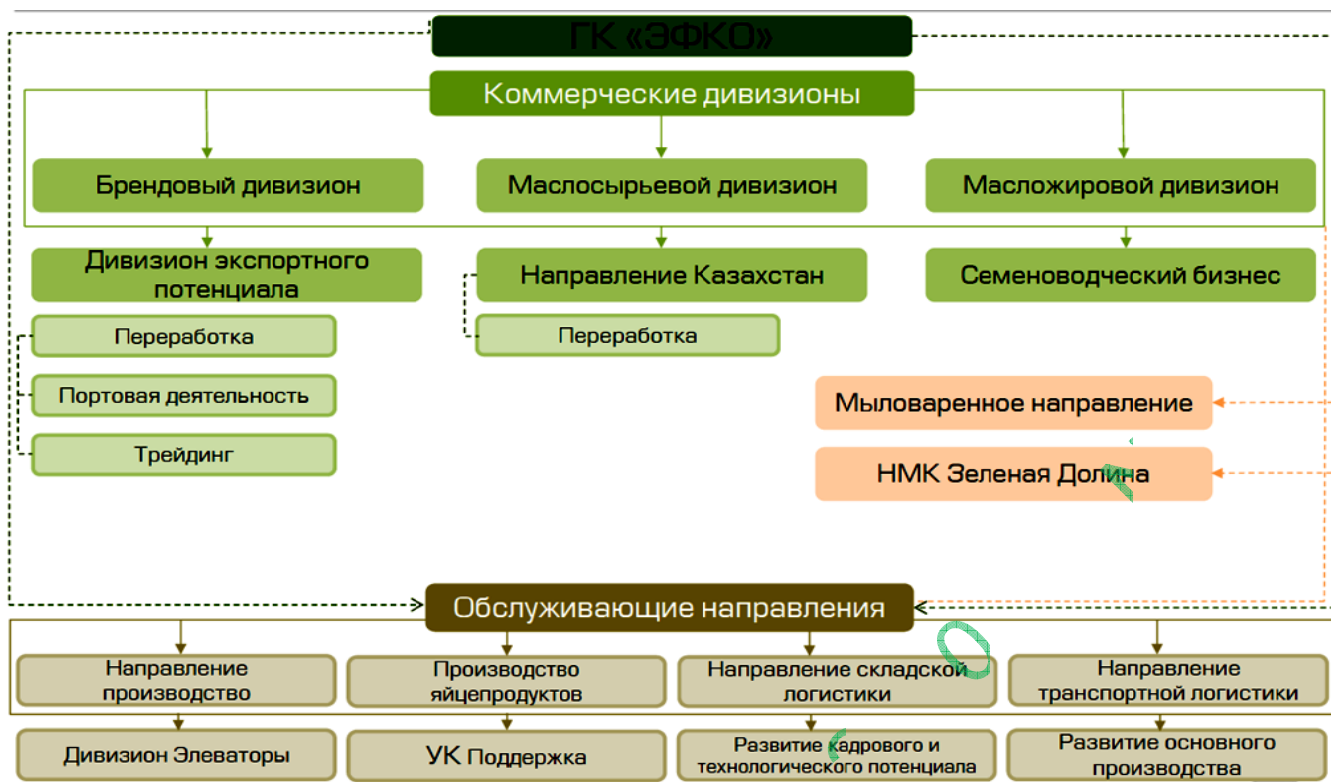 ГК «ЭФКО»
Коммерческие дивизионы
Брендовый дивизион
Маслосырьевой дивизион
Масложировой дивизион
Дивизион экспортного
потенциала
Направление Казахстан
Семеноводческий бизнес
Переработка
Переработка
Портовая деятельность
Трейдинг
Мыловаренное направление
НМК Зеленая Долина
Обслуживающие направления
Направление
производство
Производство
яйцепродуктов
Направление складской
логистики
Направление
транспортной логистики
Дивизион Элеваторы
УК Поддержка
Развитие кадрового и
технологического потенциала
Развитие основного
производства